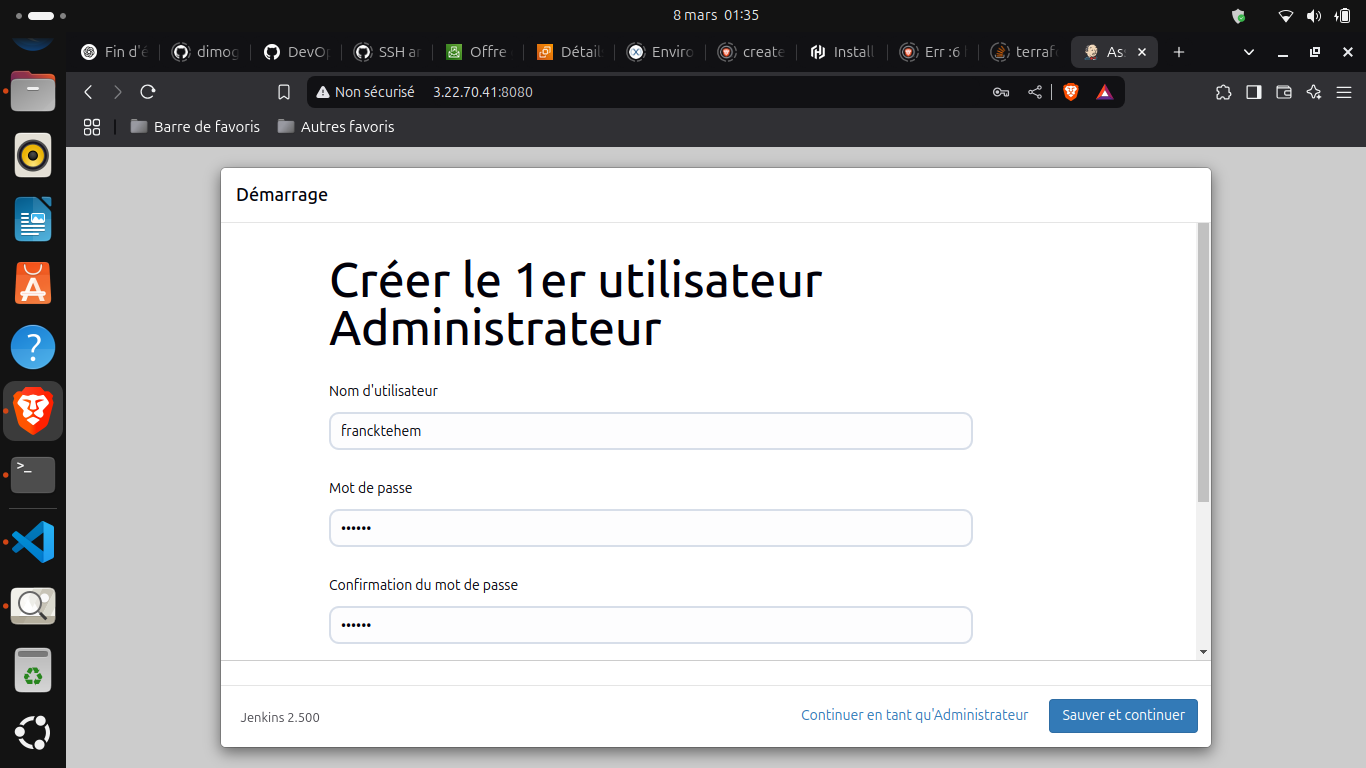 8 mars 01:35
Fin d'é
dimog
DevOp
SSH ar
Offre
Détails
Enviro
create
Install
Err :6
terrafo
As
Non sécurisé 3.22.70.41:8080
Barre de favoris
Autres favoris
Démarrage
Créer le 1er utilisateur
Administrateur
Nom d'utilisateur
francktehem
Mot de passe
••••••
Confirmation du mot de passe
••••••
Jenkins 2.500
Continuer en tant qu'Administrateur
Sauver et continuer